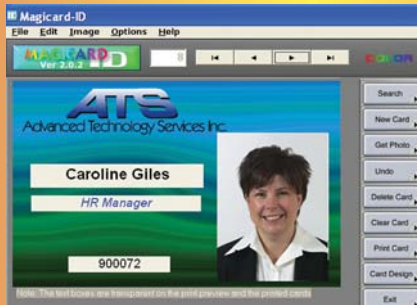 Magicard-ID
File Edit Image Options Help
MAGICARD ID
Ver 2.0.2
8
COLOR
Search
New Card
Get Photo
Undo
Delete Card
Clear Card
Print Card
Card Design
Exit
ATS
Advanced Technology Services Inc.
Caroline Giles
HR Manager
900072
Note: The text boxes are transparent on the print preview and the printed cards